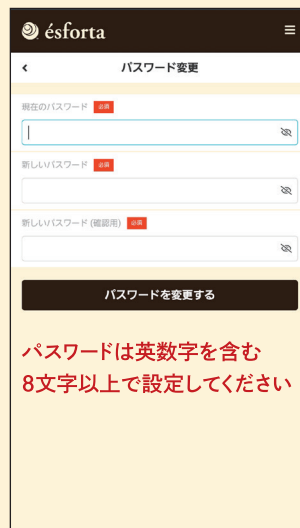 ésforta
パスワード変更
現在のパスワード 必須
新しいパスワード 必須
新しいパスワード (確認用) 必須
パスワードを変更する
パスワードは英数字を含む
8文字以上で設定してください